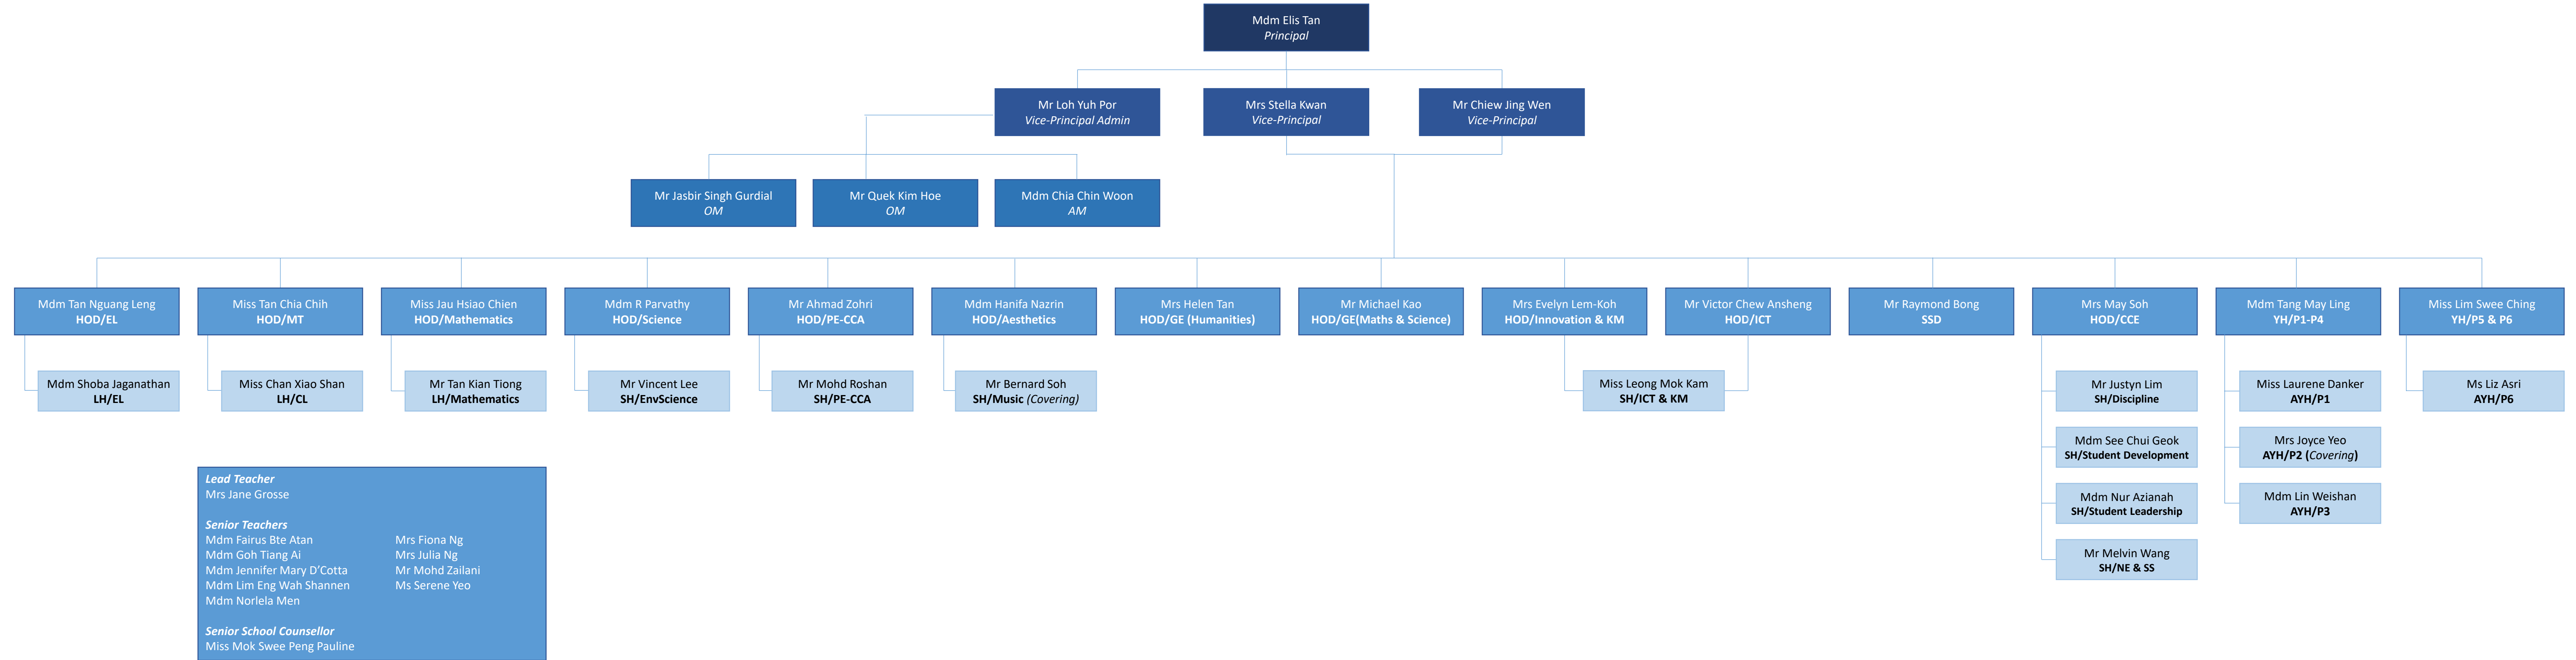 Mdm Elis Tan
Principal
Mr Loh Yuh Por
Vice-Principal Admin
Mrs Stella Kwan
Vice-Principal
Mr Chiew Jing Wen
Vice-Principal
Mr Jasbir Singh Gurdial
OM
Mr Quek Kim Hoe
OM
Mdm Chia Chin Woon
AM
Mdm Tan Nguang Leng
HOD/EL
Miss Tan Chia Chih
HOD/MT
Miss Jau Hsiao Chien
HOD/Mathematics
Mdm R Parvathy
HOD/Science
Mr Ahmad Zohri
HOD/PE-CCA
Mdm Hanifa Nazrin
HOD/Aesthetics
Mrs Helen Tan
HOD/GE (Humanities)
Mr Michael Kao
HOD/GE(Maths & Science)
Mrs Evelyn Lem-Koh
HOD/Innovation & KM
Mr Victor Chew Ansheng
HOD/ICT
Mr Raymond Bong
SSD
Mrs May Soh
HOD/CCE
Mdm Tang May Ling
YH/P1-P4
Miss Lim Swee Ching
YH/P5 & P6
Mdm Shoba Jaganathan
LH/EL
Miss Chan Xiao Shan
LH/CL
Mr Tan Kian Tiong
LH/Mathematics
Mr Vincent Lee
SH/EnvScience
Mr Mohd Roshan
SH/PE-CCA
Mr Bernard Soh
SH/Music (Covering)
Miss Leong Mok Kam
SH/ICT & KM
Mr Justyn Lim
SH/Discipline
Mdm See Chui Geok
SH/Student Development
Mdm Nur Azianah
SH/Student Leadership
Mr Melvin Wang
SH/NE & SS
Miss Laurene Danker
AYH/P1
Mrs Joyce Yeo
AYH/P2 (Covering)
Mdm Lin Weishan
AYH/P3
Ms Liz Asri
AYH/P6
Lead Teacher
Mrs Jane Grosse
Senior Teachers
Mdm Fairus Bte Atan
Mdm Goh Tiang Ai
Mdm Jennifer Mary D’Cotta
Mdm Lim Eng Wah Shannen
Mdm Norlela Men
Mrs Fiona Ng
Mrs Julia Ng
Mr Mohd Zailani
Ms Serene Yeo
Senior School Counsellor
Miss Mok Swee Peng Pauline